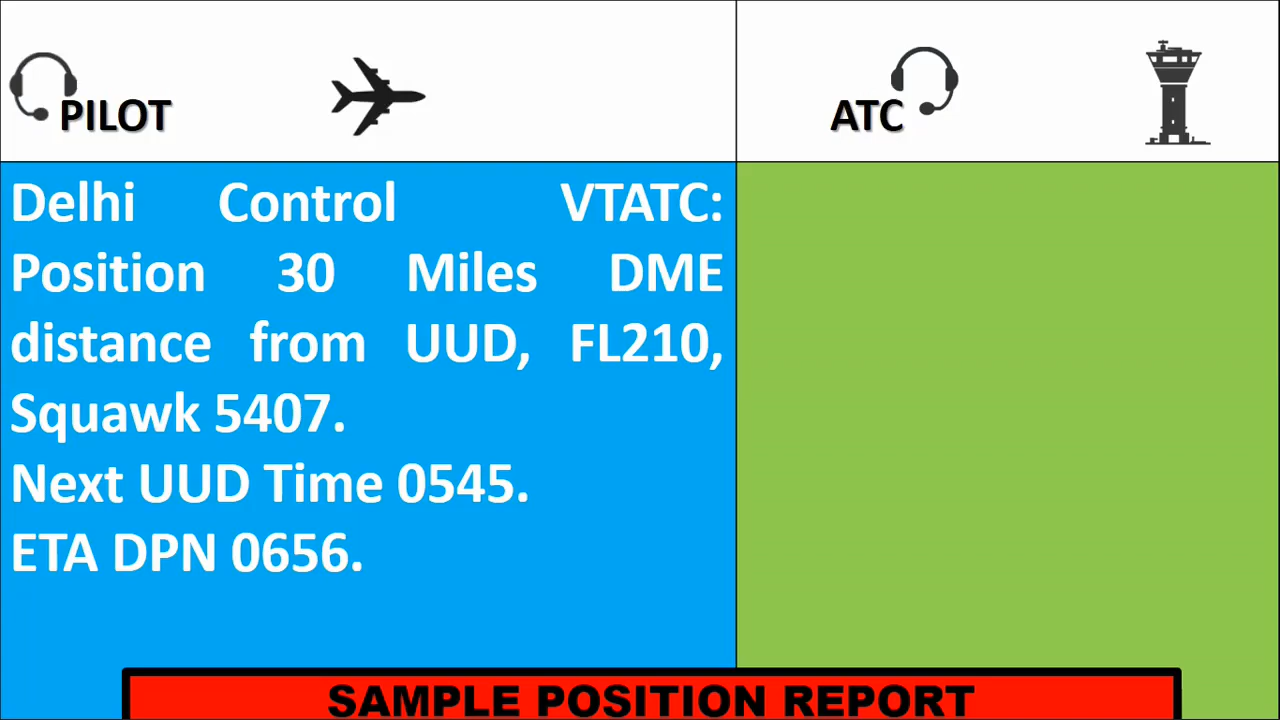 PILOT
ATC
Delhi Control VTATC:
Position 30 Miles DME
distance from UUD, FL210,
Squawk 5407.
Next UUD Time 0545.
ETA DPN 0656.
SAMPLE POSITION REPORT